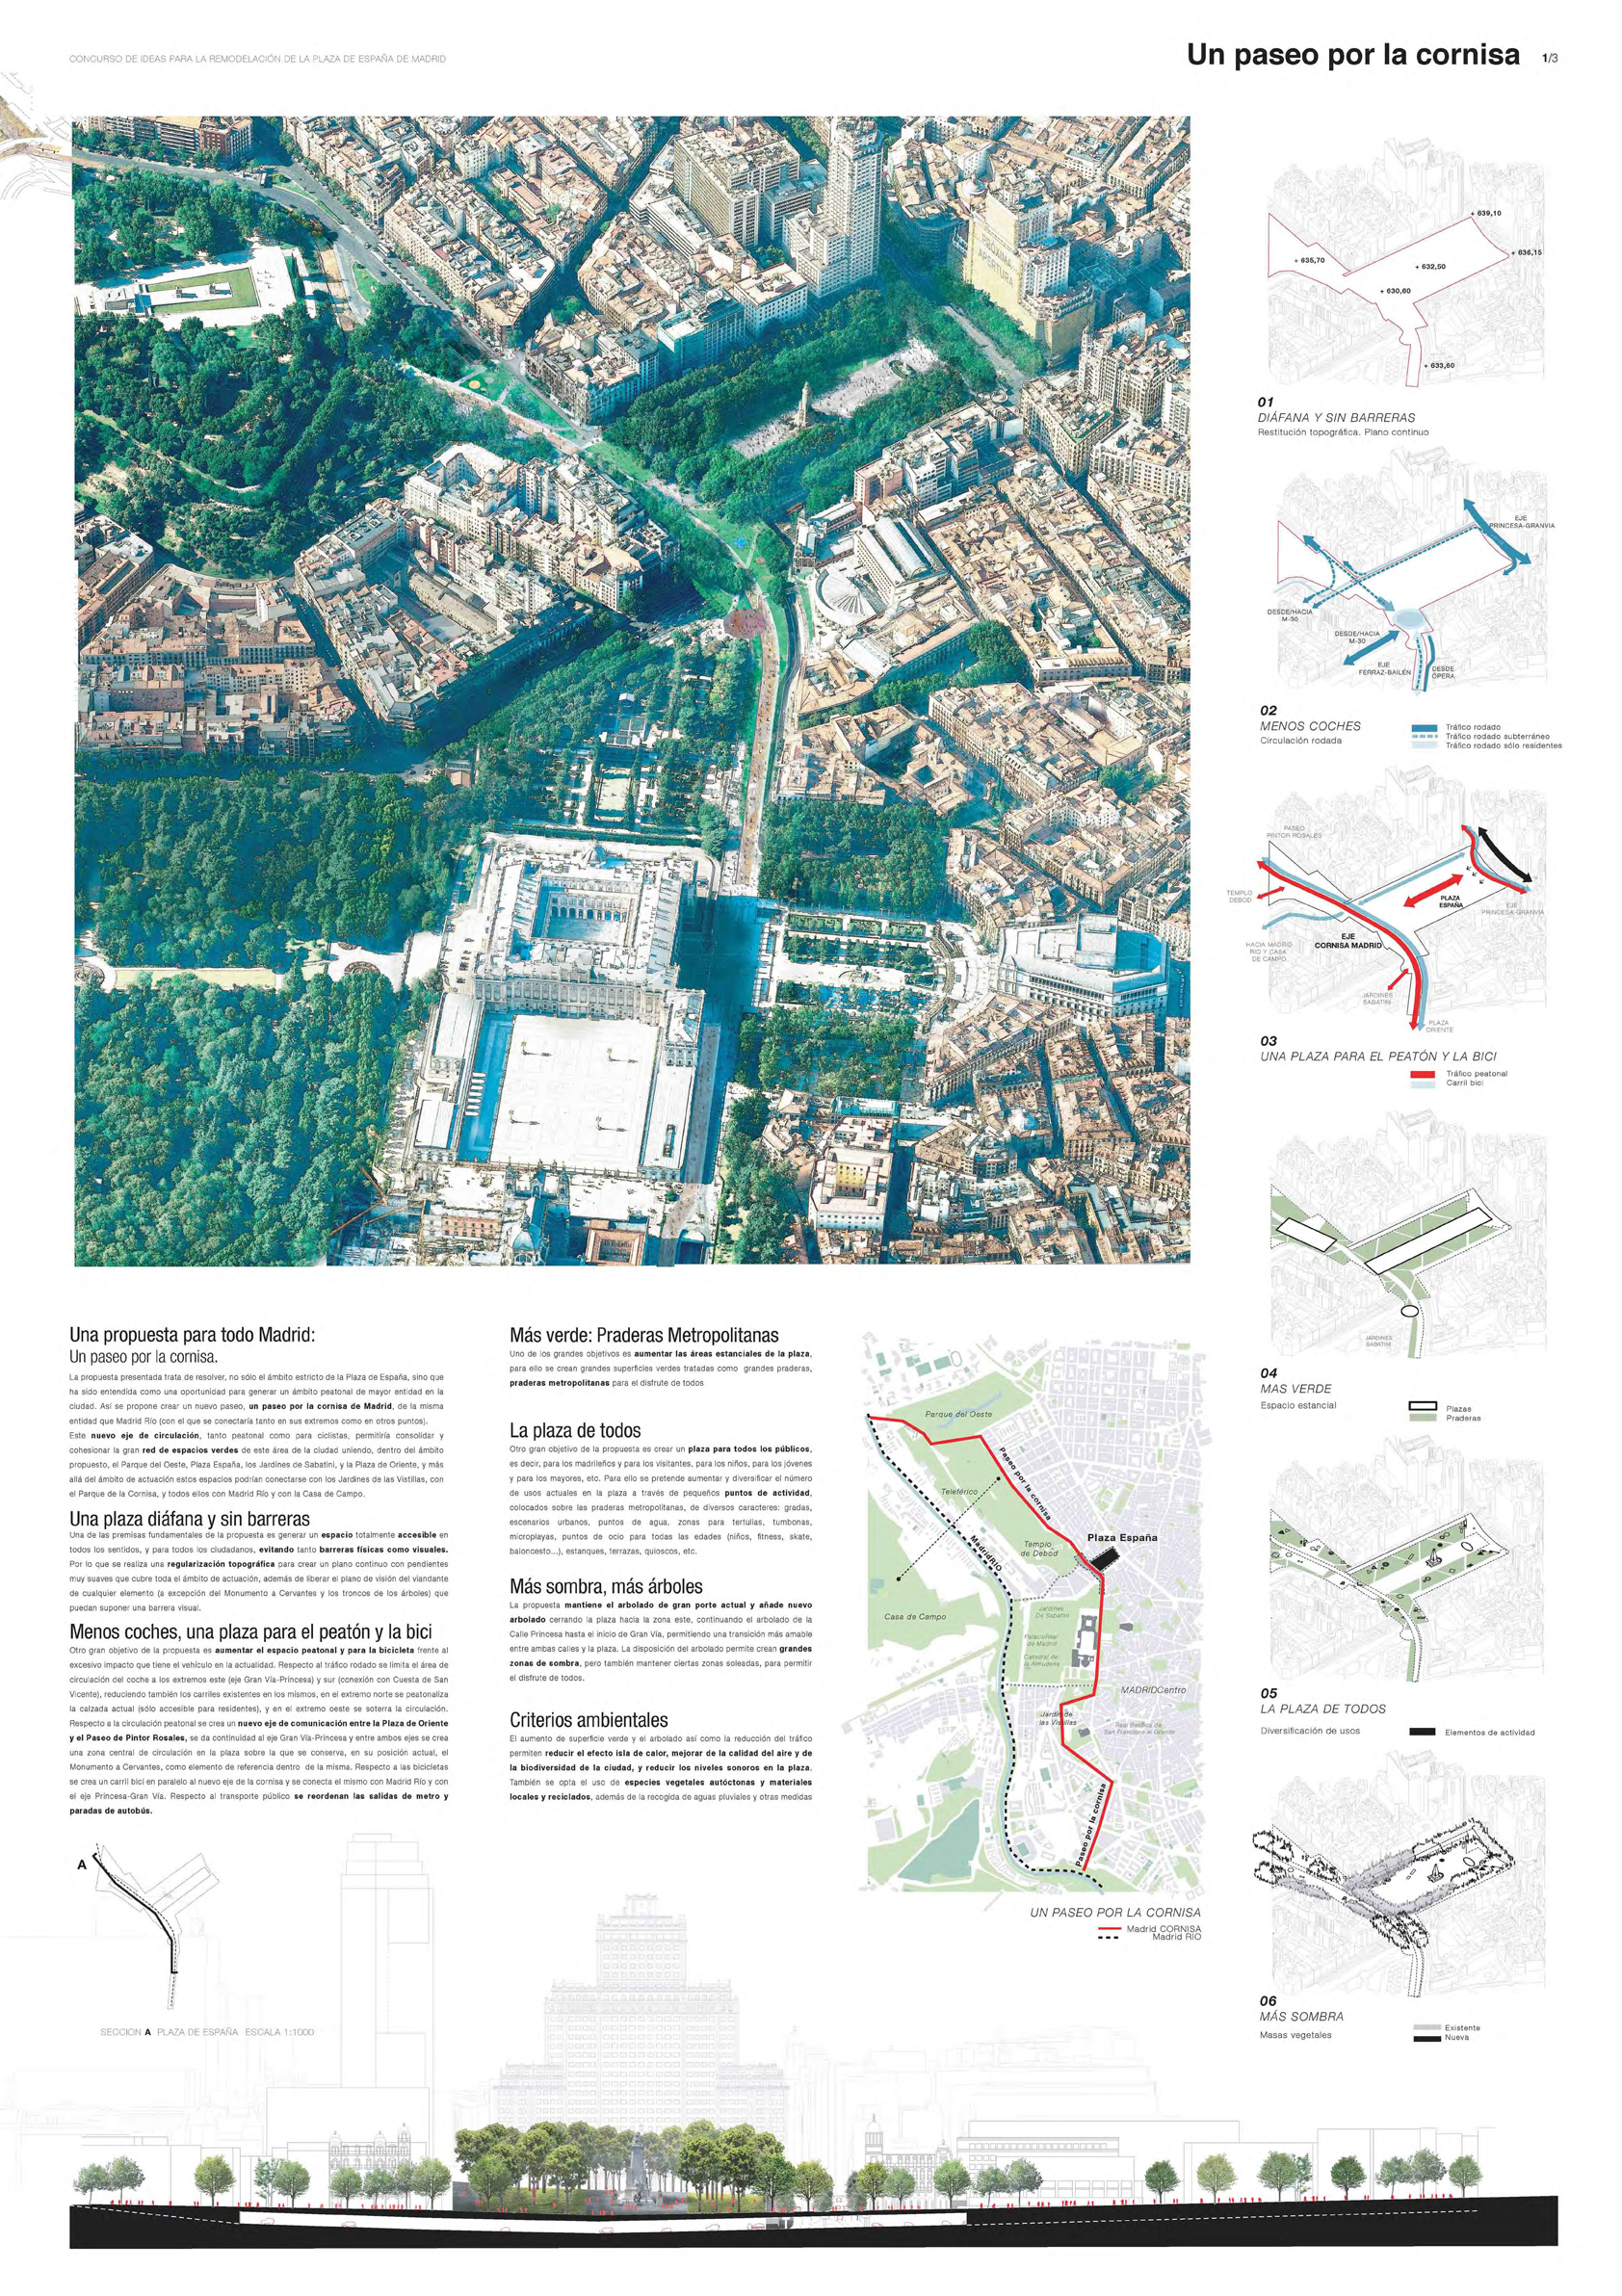 CONCURSO DE IDEAS PARA LA REMODELACIÓN DE LA PLAZA DE ESPAÑA DE MADRID
Un paseo por la cornisa 1/3
PROXIMA
APERTURA
+ 639,10
+ 636,15
+ 635,70
+ 632,50
+ 630,60
+ 633,60
01
DIÁFANA Y SIN BARRERAS
Restitución topográfica. Plano continuo
EJE
PRINCESA-GRANVIA
DESDE/HACIA
M-30
DESDE/HACIA
M-30
EJE
FERRAZ-BAILÉN
DESDE
ÓPERA
02
MENOS COCHES
Circulación rodada
Tráfico rodado
Tráfico rodado subterráneo
Tráfico rodado sólo residentes
PASEO
PINTOR ROSALES
TEMPLO
DEBOD
PLAZA
ESPAÑA
EJE
PRINCESA-GRANVIA
EJE
CORNISA MADRID
HACIA MADRID
RIO Y CASA
DE CAMPO
JARDINES
SABATINI
PLAZA
ORIENTE
03
UNA PLAZA PARA EL PEATÓN Y LA BICI
Tráfico peatonal
Carril bici
JARDINES
SABATINI
04
MAS VERDE
Espacio estancial
Plazas
Praderas
05
LA PLAZA DE TODOS
Diversificación de usos
Elementos de actividad
06
MÁS SOMBRA
Masas vegetales
Existente
Nueva
Una propuesta para todo Madrid:
Un paseo por la cornisa.
La propuesta presentada trata de resolver, no sólo el ámbito estricto de la Plaza de España, sino que
ha sido entendida como una oportunidad para generar un ámbito peatonal de mayor entidad en la
ciudad. Así se propone crear un nuevo paseo, un paseo por la cornisa de Madrid, de la misma
entidad que Madrid Río (con el que se conectaría tanto en sus extremos como en otros puntos).
Este nuevo eje de circulación, tanto peatonal como para ciclistas, permitiría consolidar y
cohesionar la gran red de espacios verdes de este área de la ciudad uniendo, dentro del ámbito
propuesto, el Parque del Oeste, Plaza España, los Jardines de Sabatini, y la Plaza de Oriente, y más
allá del ámbito de actuación estos espacios podrían conectarse con los Jardines de las Vistillas, con
el Parque de la Cornisa, y todos ellos con Madrid Río y con la Casa de Campo.
Una plaza diáfana y sin barreras
Una de las premisas fundamentales de la propuesta es generar un espacio totalmente accesible en
todos los sentidos, y para todos los ciudadanos, evitando tanto barreras físicas como visuales.
Por lo que se realiza una regularización topográfica para crear un plano continuo con pendientes
muy suaves que cubre toda el ámbito de actuación, además de liberar el plano de visión del viandante
de cualquier elemento (a excepción del Monumento a Cervantes y los troncos de los árboles) que
puedan suponer una barrera visual.
Menos coches, una plaza para el peatón y la bici
Otro gran objetivo de la propuesta es aumentar el espacio peatonal y para la bicicleta frente al
excesivo impacto que tiene el vehículo en la actualidad. Respecto al tráfico rodado se limita el área de
circulación del coche a los extremos este (eje Gran Vía-Princesa) y sur (conexión con Cuesta de San
Vicente), reduciendo también los carriles existentes en los mismos, en el extremo norte se peatonaliza
la calzada actual (sólo accesible para residentes), y en el extremo oeste se soterra la circulación.
Respecto a la circulación peatonal se crea un nuevo eje de comunicación entre la Plaza de Oriente
y el Paseo de Pintor Rosales, se da continuidad al eje Gran Vía-Princesa y entre ambos ejes se crea
una zona central de circulación en la plaza sobre la que se conserva, en su posición actual, el
Monumento a Cervantes, como elemento de referencia dentro de la misma. Respecto a las bicicletas
se crea un carril bici en paralelo al nuevo eje de la cornisa y se conecta el mismo con Madrid Río y con
el eje Princesa-Gran Vía. Respecto al transporte público se reordenan las salidas de metro y
paradas de autobús.
Más verde: Praderas Metropolitanas
Uno de los grandes objetivos es aumentar las áreas estanciales de la plaza,
para ello se crean grandes superficies verdes tratadas como grandes praderas,
praderas metropolitanas para el disfrute de todos
La plaza de todos
Otro gran objetivo de la propuesta es crear un plaza para todos los públicos,
es decir, para los madrileños y para los visitantes, para los niños, para los jóvenes
y para los mayores, etc. Para ello se pretende aumentar y diversificar el número
de usos actuales en la plaza a través de pequeños puntos de actividad,
colocados sobre las praderas metropolitanas, de diversos caracteres: gradas,
escenarios urbanos, puntos de agua, zonas para tertulias, tumbonas,
microplayas, puntos de ocio para todas las edades (niños, fitness, skate,
baloncesto...), estanques, terrazas, quioscos, etc.
Más sombra, más árboles
La propuesta mantiene el arbolado de gran porte actual y añade nuevo
arbolado cerrando la plaza hacia la zona este, continuando el arbolado de la
Calle Princesa hasta el inicio de Gran Vía, permitiendo una transición más amable
entre ambas calles y la plaza. La disposición del arbolado permite crean grandes
zonas de sombra, pero también mantener ciertas zonas soleadas, para permitir
el disfrute de todos.
Criterios ambientales
El aumento de superficie verde y el arbolado así como la reducción del tráfico
permiten reducir el efecto isla de calor, mejorar de la calidad del aire y de
la biodiversidad de la ciudad, y reducir los niveles sonoros en la plaza.
También se opta el uso de especies vegetales autóctonas y materiales
locales y reciclados, además de la recogida de aguas pluviales y otras medidas
Parque del Oeste
Paseo por la cornisa
Teleférico
MadridRÍO
Plaza España
Templo
de Debod
Casa de Campo
Jardines
De Sabatini
Palacio Real
de Madrid
Catedral de
la Almudena
MADRIDCentro
Jardín de
las Vistillas
Real Basílica de
San Francisco el Grande
Paseo por la cornisa
UN PASEO POR LA CORNISA
Madrid CORNISA
Madrid RIO
A
SECCION A PLAZA DE ESPAÑA ESCALA 1:1000